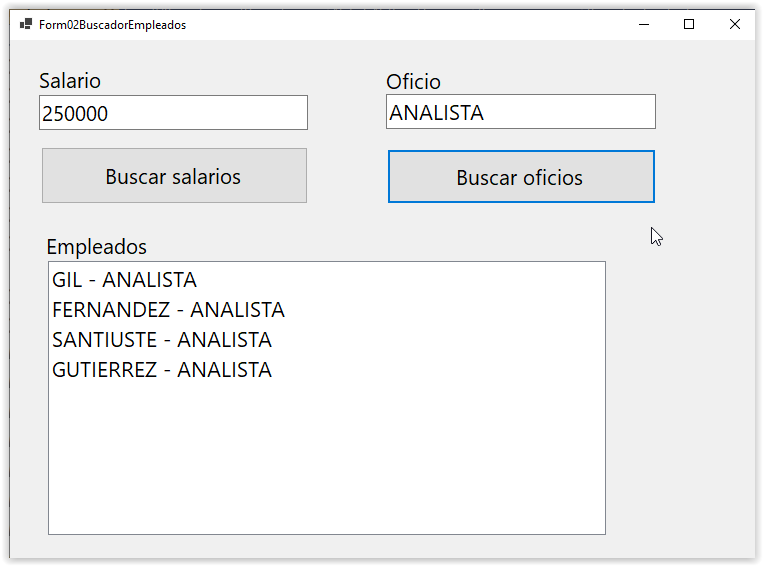 Form02BuscadorEmpleados
Salario
Oficio
250000
ANALISTA
Buscar salarios
Buscar oficios
Empleados
GIL - ANALISTA
FERNANDEZ - ANALISTA
SANTIUSTE - ANALISTA
GUTIERREZ - ANALISTA